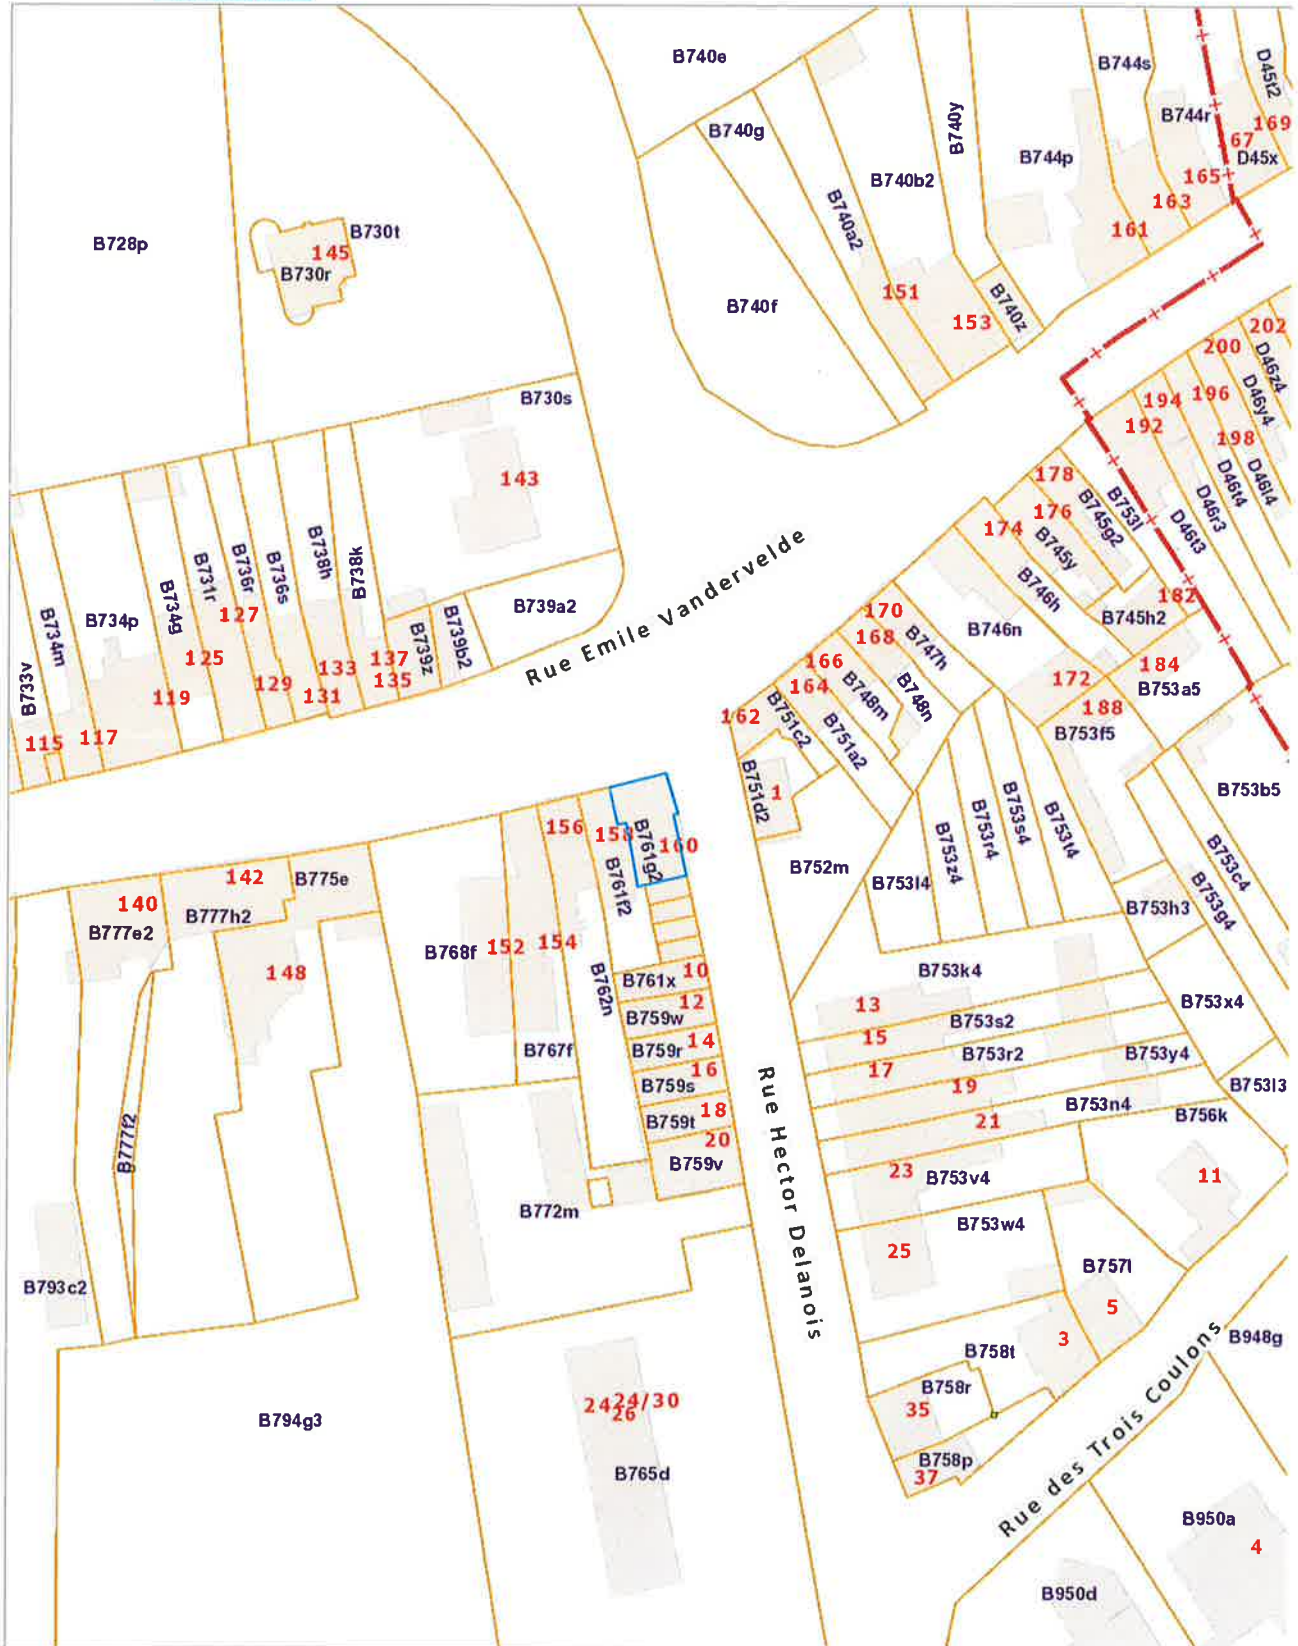 B740e
B744s
D45t2
B740g
B740y
B744r
169
67
D45x
B744p
B740b2
165
163
161
B740a2
B728p
B730t
145
B730r
B740f
151
153
B740z
202
200
D46z4
D46y4
194
196
192
198
D46l4
D46t4
D46r3
D46t3
B730s
143
178
B753l
B745g2
176
174
B745y
B746h
182
B745h2
B746n
184
B753a5
172
188
B753f5
B738h
B738k
B736s
B736r
B731r
B734g
127
B734p
B734m
B733v
125
119
129
133
131
137
135
B739z
B739b2
B739a2
115
117
Rue Emile Vandervelde
170
168
B747h
166
164
B748m
B748n
162
B751c2
B751a2
B751d2
1
B752m
B753b5
B753c4
B753g4
B753t4
B753s4
B753r4
B753z4
B753l4
B753h3
156
158
B761g2
160
B761f2
142
B775e
140
B777h2
B777e2
148
B768f
152
154
B762n
B761x
10
12
B759w
B759r
14
16
B759s
B759t
18
20
B759v
B767f
B753k4
13
B753s2
15
B753r2
17
19
B753y4
B753x4
B753l3
B753n4
21
B756k
23
B753v4
11
B777f2
B772m
B753w4
25
B757l
5
B793c2
Rue Hector Delanois
3
B758t
B948g
B758r
35
B758p
37
B794g3
24
24/30
26
B765d
Rue des Trois Coulons
B950a
4
B950d